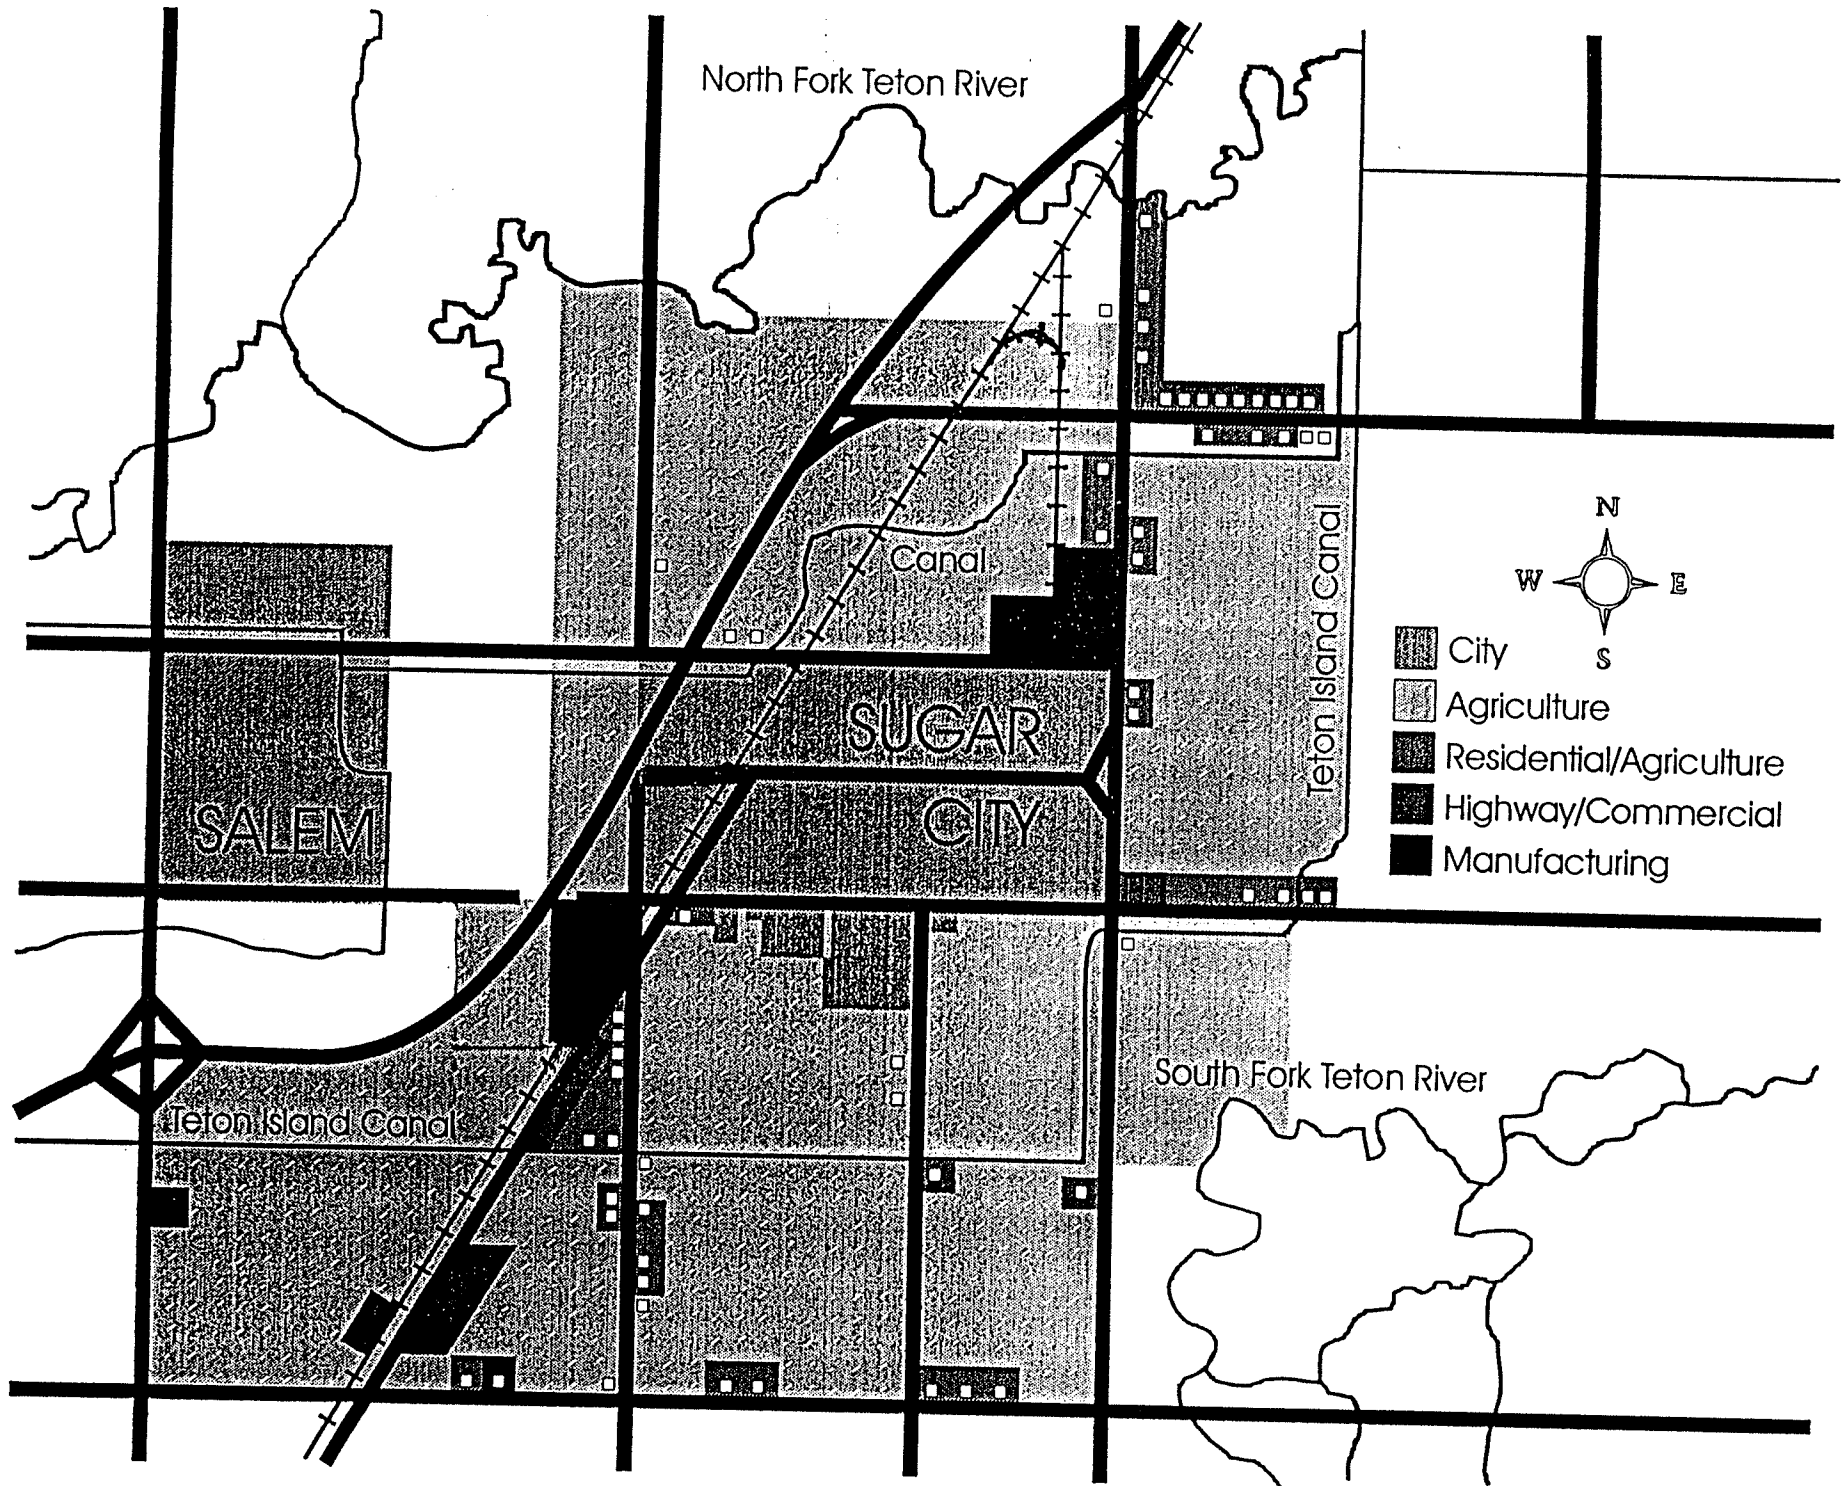 North Fork Teton River
Canal
Teton Island Canal
N
W E
S
City
Agriculture
Residential/Agriculture
Highway/Commercial
Manufacturing
SUGAR
CITY
SALEM
South Fork Teton River
Teton Island Canal